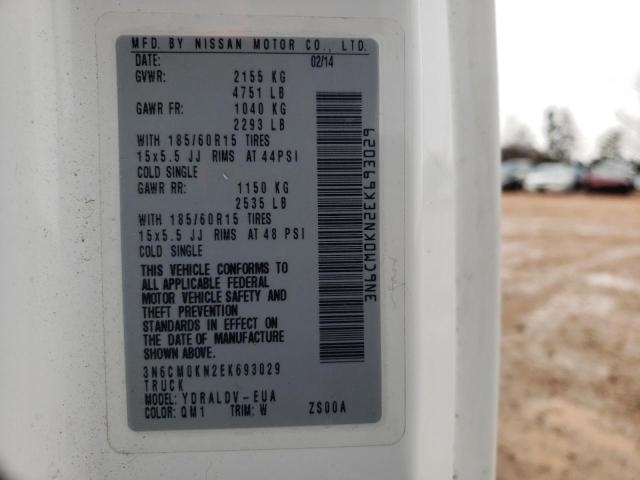 MFD. BY NISSAN MOTOR CO., LTD.
DATE: 02/14
GVWR: 2155 KG
4751 LB
GAWR FR: 1040 KG
2293 LB
WITH 185/60R15 TIRES
15x5.5 JJ RIMS AT 44PSI
COLD SINGLE
GAWR RR: 1150 KG
2535 LB
WITH 185/60R15 TIRES
15x5.5 JJ RIMS AT 48 PSI
COLD SINGLE
THIS VEHICLE CONFORMS TO
ALL APPLICABLE FEDERAL
MOTOR VEHICLE SAFETY AND
THEFT PREVENTION
STANDARDS IN EFFECT ON
THE DATE OF MANUFACTURE
SHOWN ABOVE.
3N6CM0KN2EK693029
TRUCK
MODEL: YDRALDV-EUA
COLOR: QM1 TRIM: W ZS00A
3N6CM0KN2EK693029